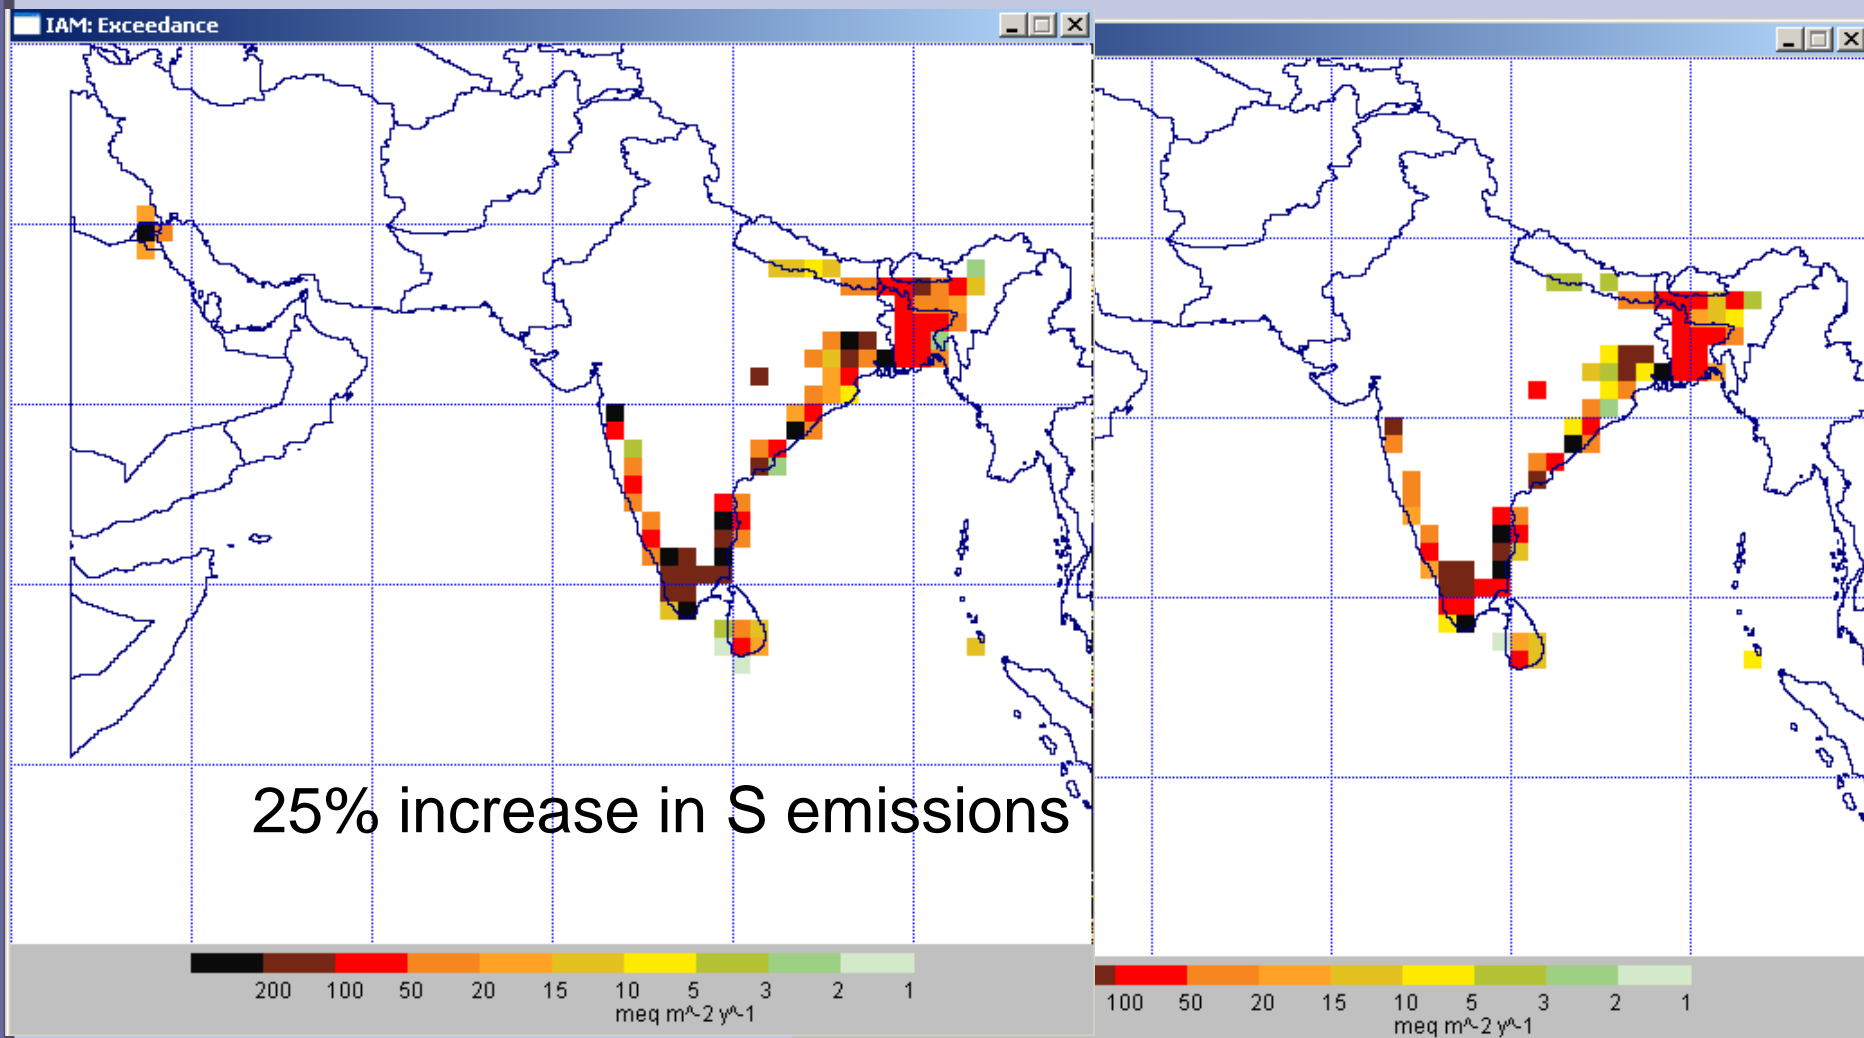 IAM: Exceedance
25% increase in S emissions
200 100 50 20 15 10 5 3 2 1
meq m^-2 y^-1
100 50 20 15 10 5 3 2 1
meq m^-2 y^-1